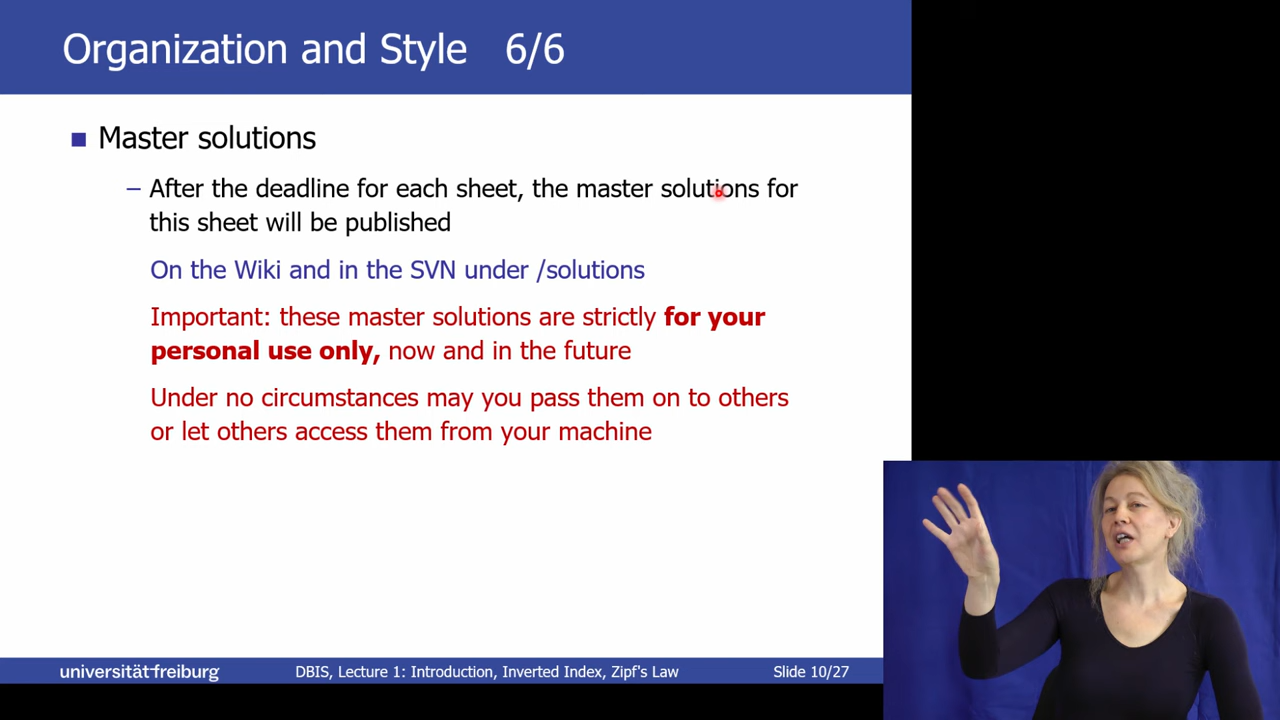 Organization and Style 6/6
Master solutions
– After the deadline for each sheet, the master solutions for
this sheet will be published
On the Wiki and in the SVN under /solutions
Important: these master solutions are strictly for your
personal use only, now and in the future
Under no circumstances may you pass them on to others
or let others access them from your machine
universität freiburg
DBIS, Lecture 1: Introduction, Inverted Index, Zipf's Law
Slide 10/27